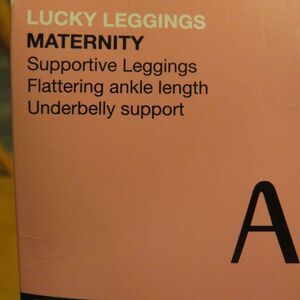 LUCKY LEGGINGS
MATERNITY
Supportive Leggings
Flattering ankle length
Underbelly support
A